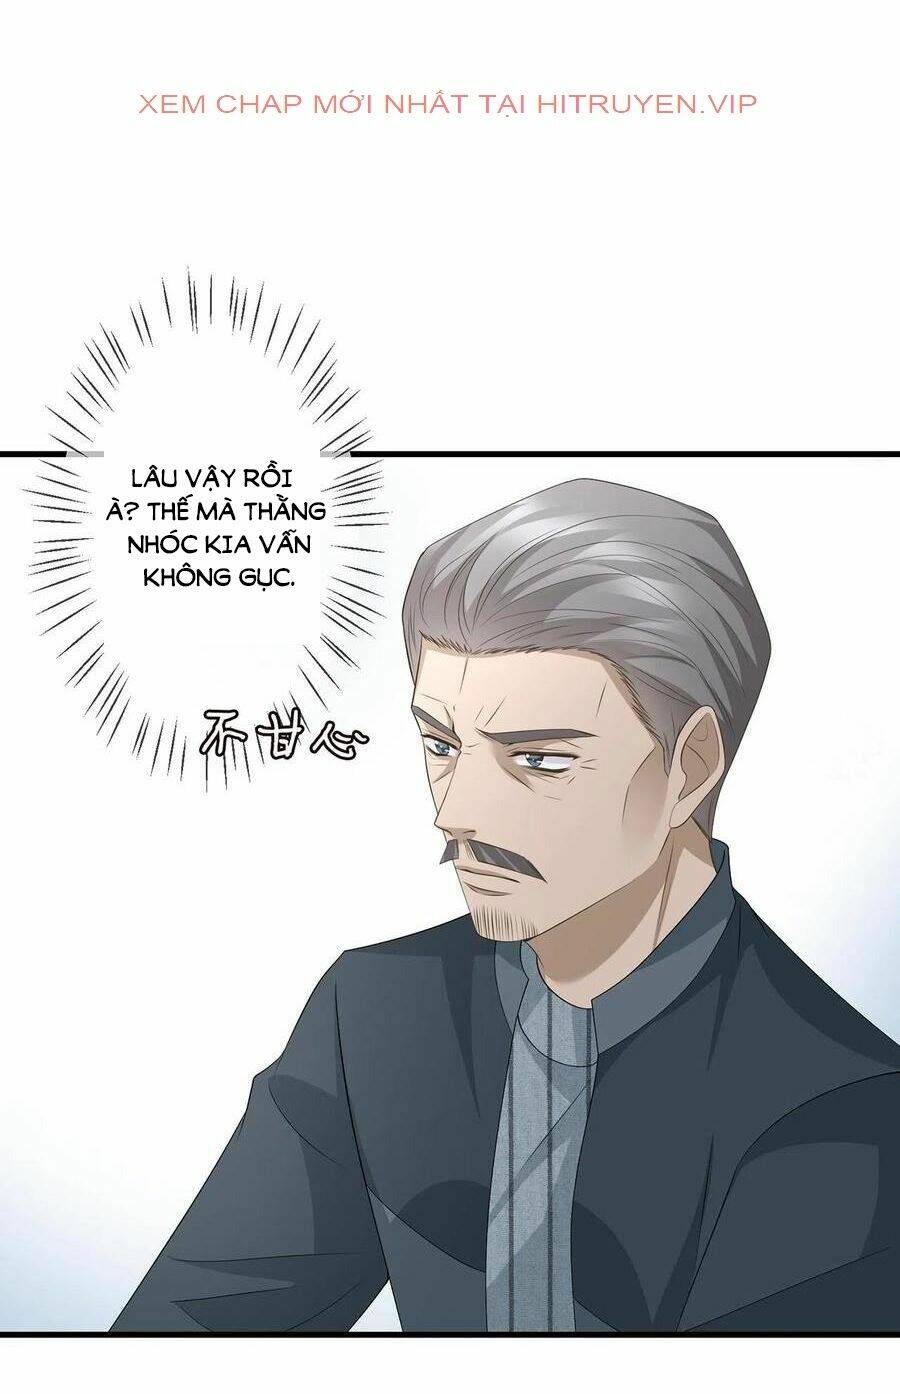 XEM CHAP MỚI NHẤT TẠI HITRUYEN.VIP
LÂU VẬY RỒI
À? THẾ MÀ THẰNG
NHÓC KIA VẪN
KHÔNG GỤC.
不甘心